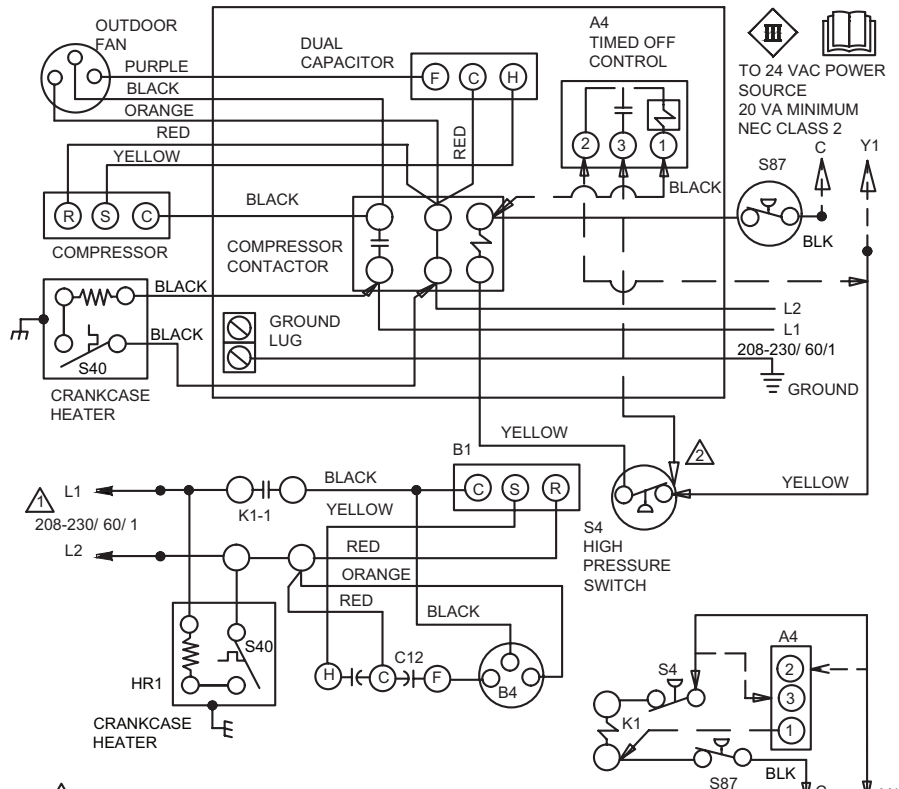 OUTDOOR
FAN
DUAL
CAPACITOR
A4
TIMED OFF
CONTROL
III
TO 24 VAC POWER
SOURCE
20 VA MINIMUM
NEC CLASS 2
PURPLE
F C H
BLACK
ORANGE
RED
RED
2 3 1
C Y1
YELLOW
S87
BLACK
BLACK
R S C
COMPRESSOR
COMPRESSOR
CONTACTOR
BLK
BLACK
L2
GROUND
LUG
L1
BLACK
208-230/ 60/1
S40
GROUND
CRANKCASE
HEATER
YELLOW
B1
2
1
L1
BLACK
C S R
YELLOW
K1-1
YELLOW
208-230/ 60/ 1
S4
HIGH
PRESSURE
SWITCH
L2
RED
ORANGE
RED
BLACK
A4
S40
C12
S4
2
H C F
HR1
B4
3
K1
1
CRANKCASE
HEATER
BLK
S87